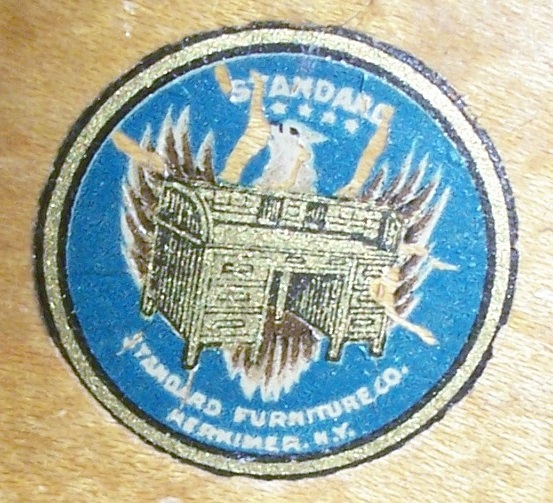 STANDARD
STANDARD FURNITURE CO.
HERKIMER. N.Y.